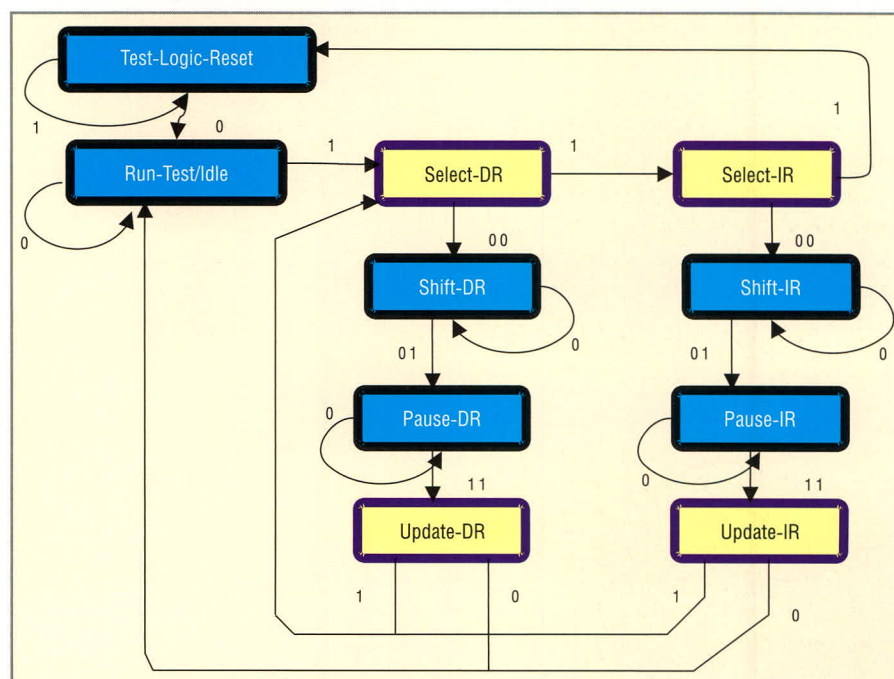 Test-Logic-Reset
1
1
0
Run-Test/Idle
1
Select-DR
1
Select-IR
0
00
00
Shift-DR
Shift-IR
0
0
01
01
0
Pause-DR
Pause-IR
0
11
11
Update-DR
Update-IR
1
0
1
0